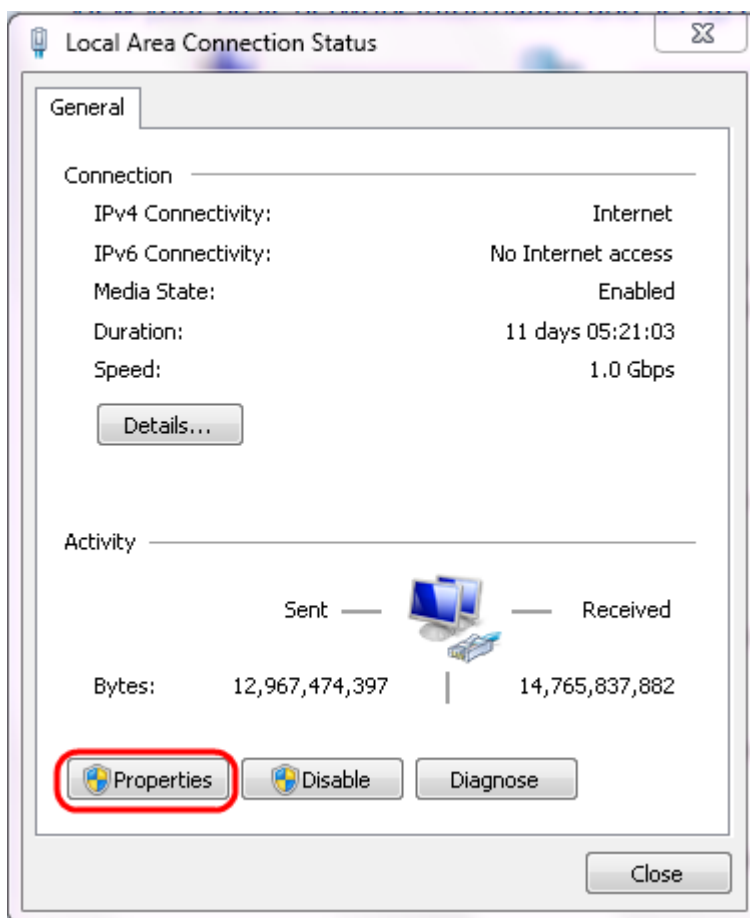 Local Area Connection Status
General
Connection
IPv4 Connectivity: Internet
IPv6 Connectivity: No Internet access
Media State: Enabled
Duration: 11 days 05:21:03
Speed: 1.0 Gbps
Details...
Activity
Sent Received
Bytes: 12,967,474,397 14,765,837,882
Properties Disable Diagnose
Close